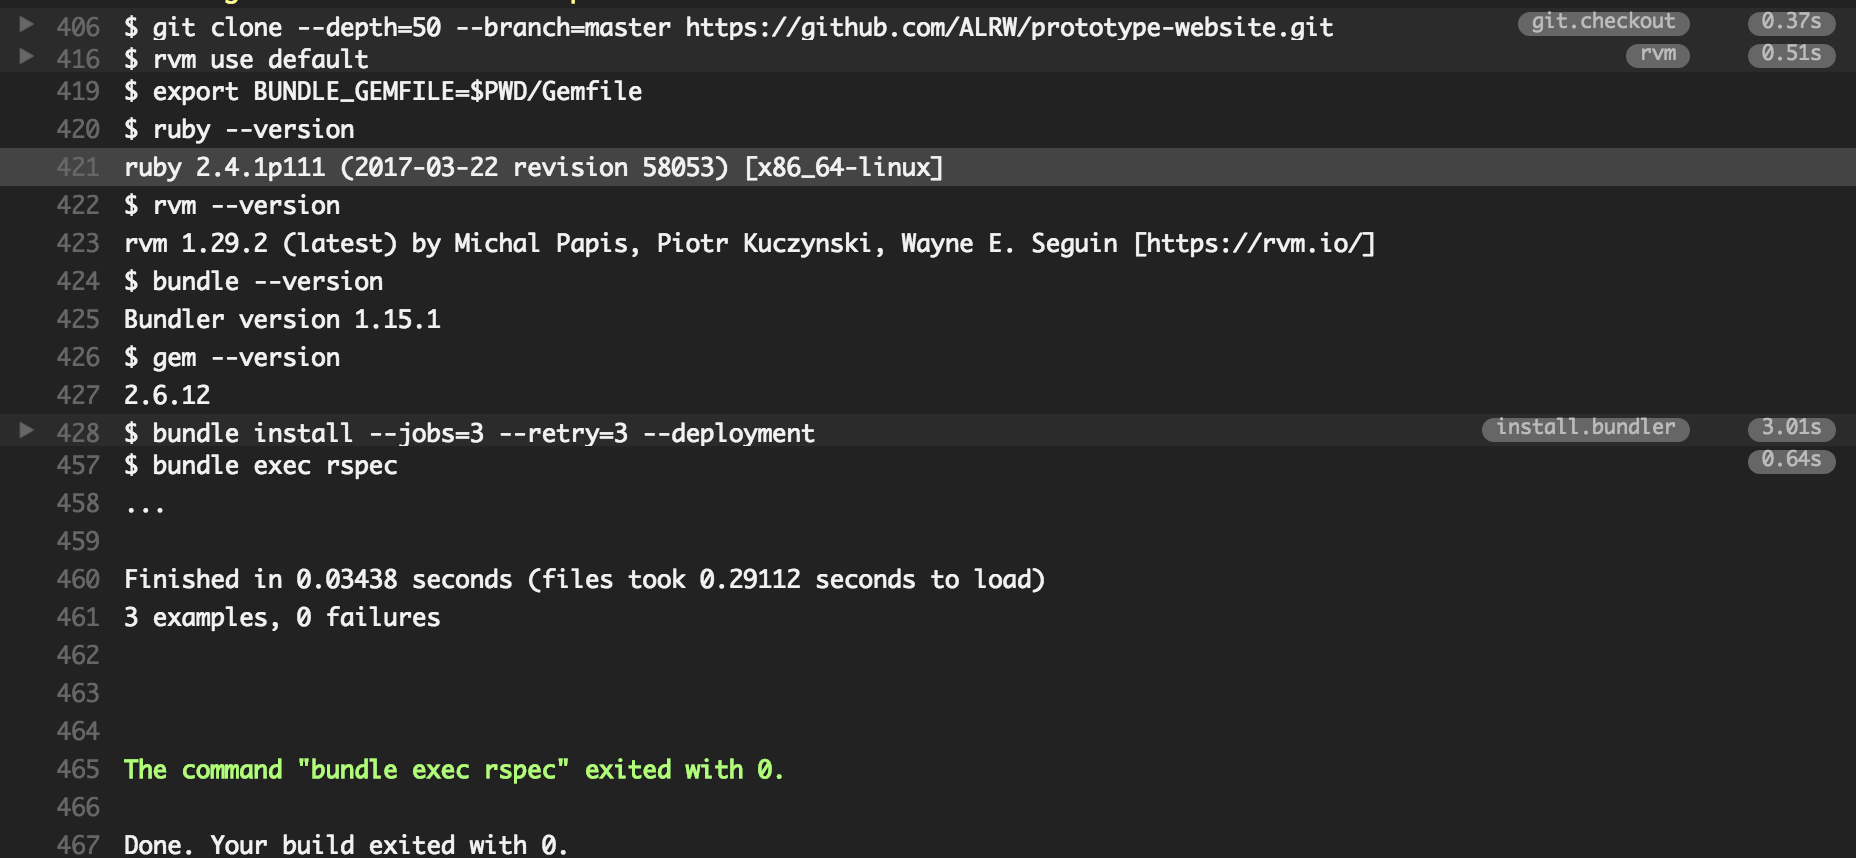 406 $ git clone --depth=50 --branch=master https://github.com/ALRW/prototype-website.git git.checkout 0.37s
416 $ rvm use default rvm 0.51s
419 $ export BUNDLE_GEMFILE=$PWD/Gemfile
420 $ ruby --version
421 ruby 2.4.1p111 (2017-03-22 revision 58053) [x86_64-linux]
422 $ rvm --version
423 rvm 1.29.2 (latest) by Michal Papis, Piotr Kuczynski, Wayne E. Seguin [https://rvm.io/]
424 $ bundle --version
425 Bundler version 1.15.1
426 $ gem --version
427 2.6.12
428 $ bundle install --jobs=3 --retry=3 --deployment install.bundler 3.01s
457 $ bundle exec rspec 0.64s
458 ...
459
460 Finished in 0.03438 seconds (files took 0.29112 seconds to load)
461 3 examples, 0 failures
462
463
464
465 The command "bundle exec rspec" exited with 0.
466
467 Done. Your build exited with 0.